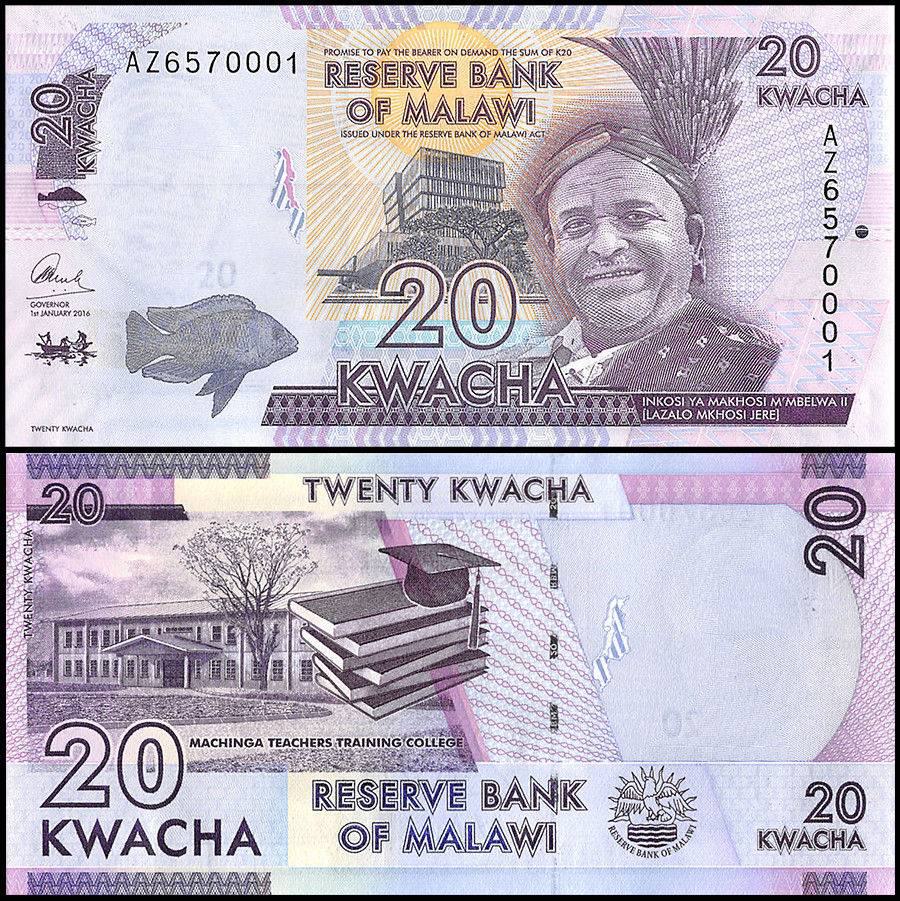 AZ6570001
PROMISE TO PAY THE BEARER ON DEMAND THE SUM OF K20
RESERVE BANK
OF MALAWI
ISSUED UNDER THE RESERVE BANK OF MALAWI ACT
20
KWACHA
20
KWACHA
AZ6570001
20
GOVERNOR
1st JANUARY 2016
20
KWACHA
INKOSI YA MAKHOSI M'MBELWA II
[LAZALO MKHOSI JERE]
TWENTY KWACHA
20
TWENTY KWACHA
20
TWENTY KWACHA
20
MACHINGA TEACHERS TRAINING COLLEGE
20
KWACHA
RESERVE BANK
OF MALAWI
RESERVE BANK OF MALAWI
20
KWACHA